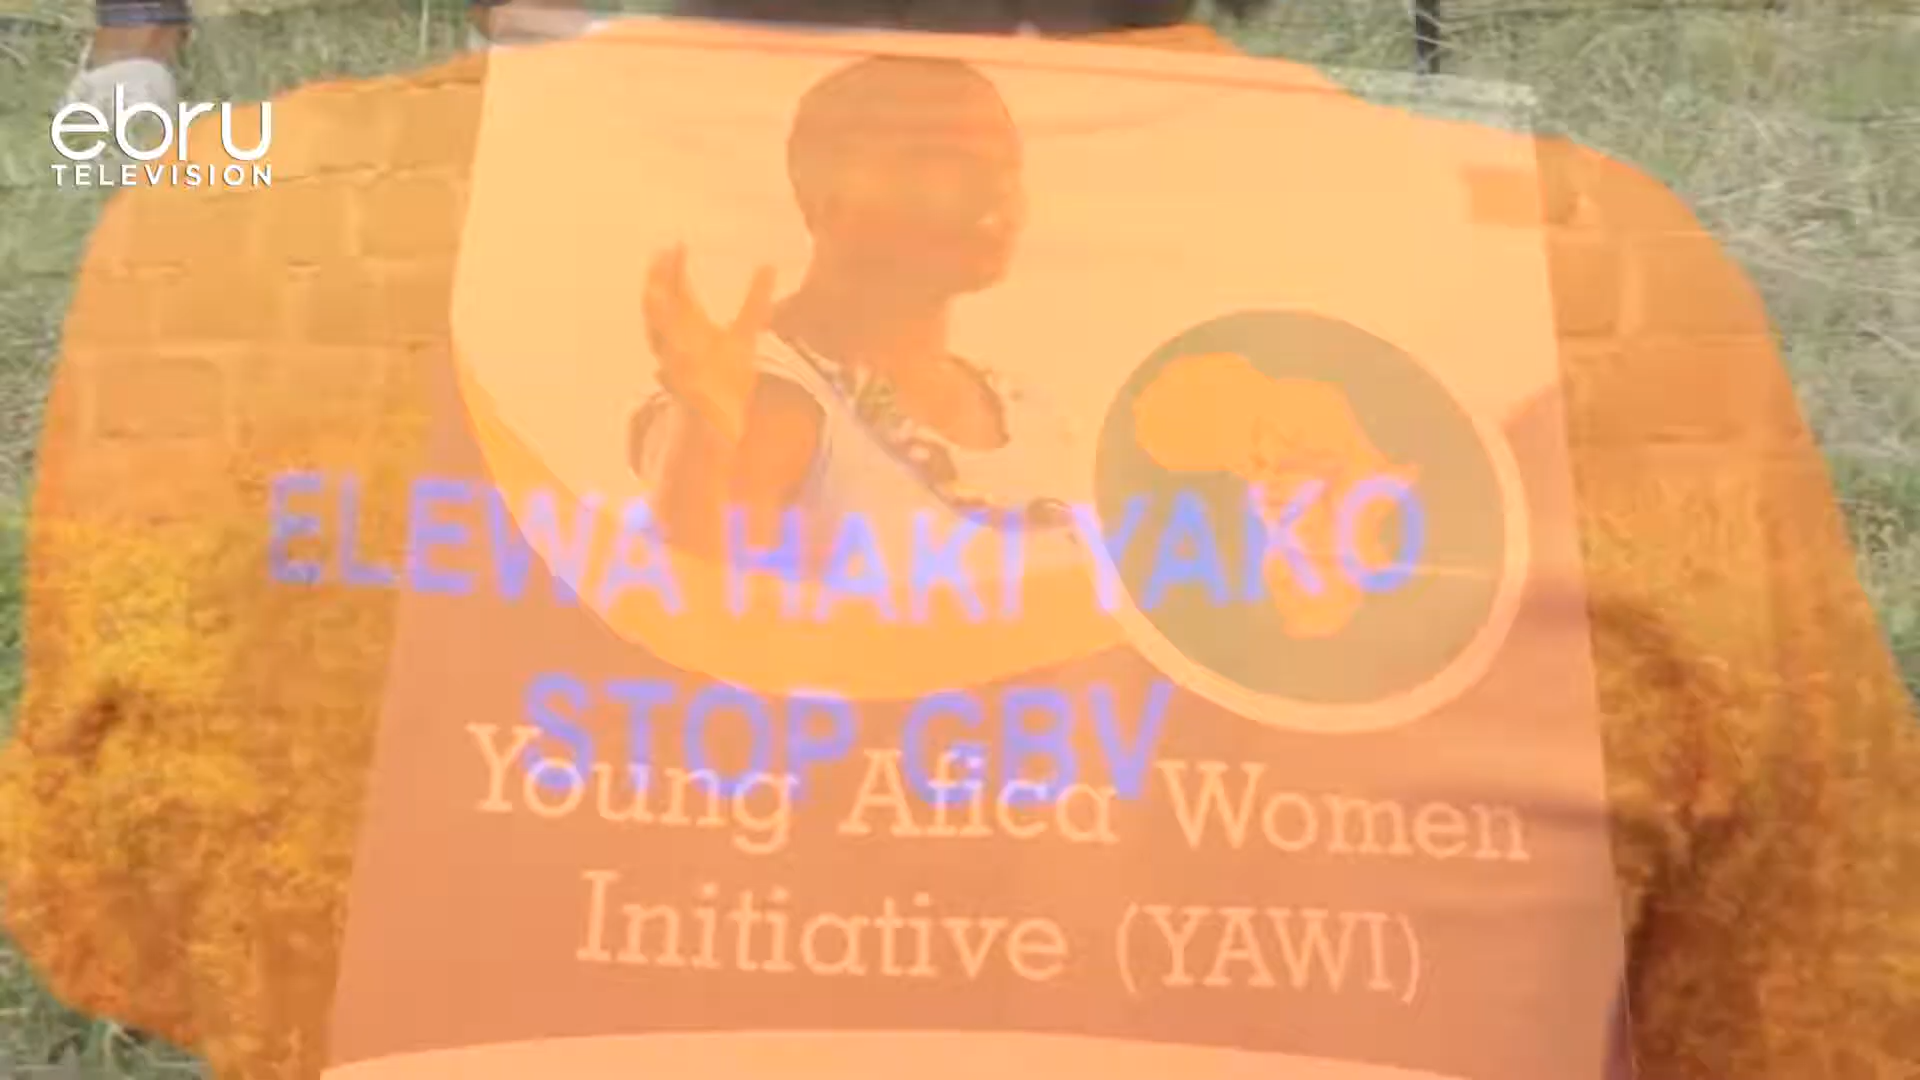 ebru
TELEVISION
ELEWA HAKI YAKO
STOP GBV
Young Afica Women
Initiative (YAWI)